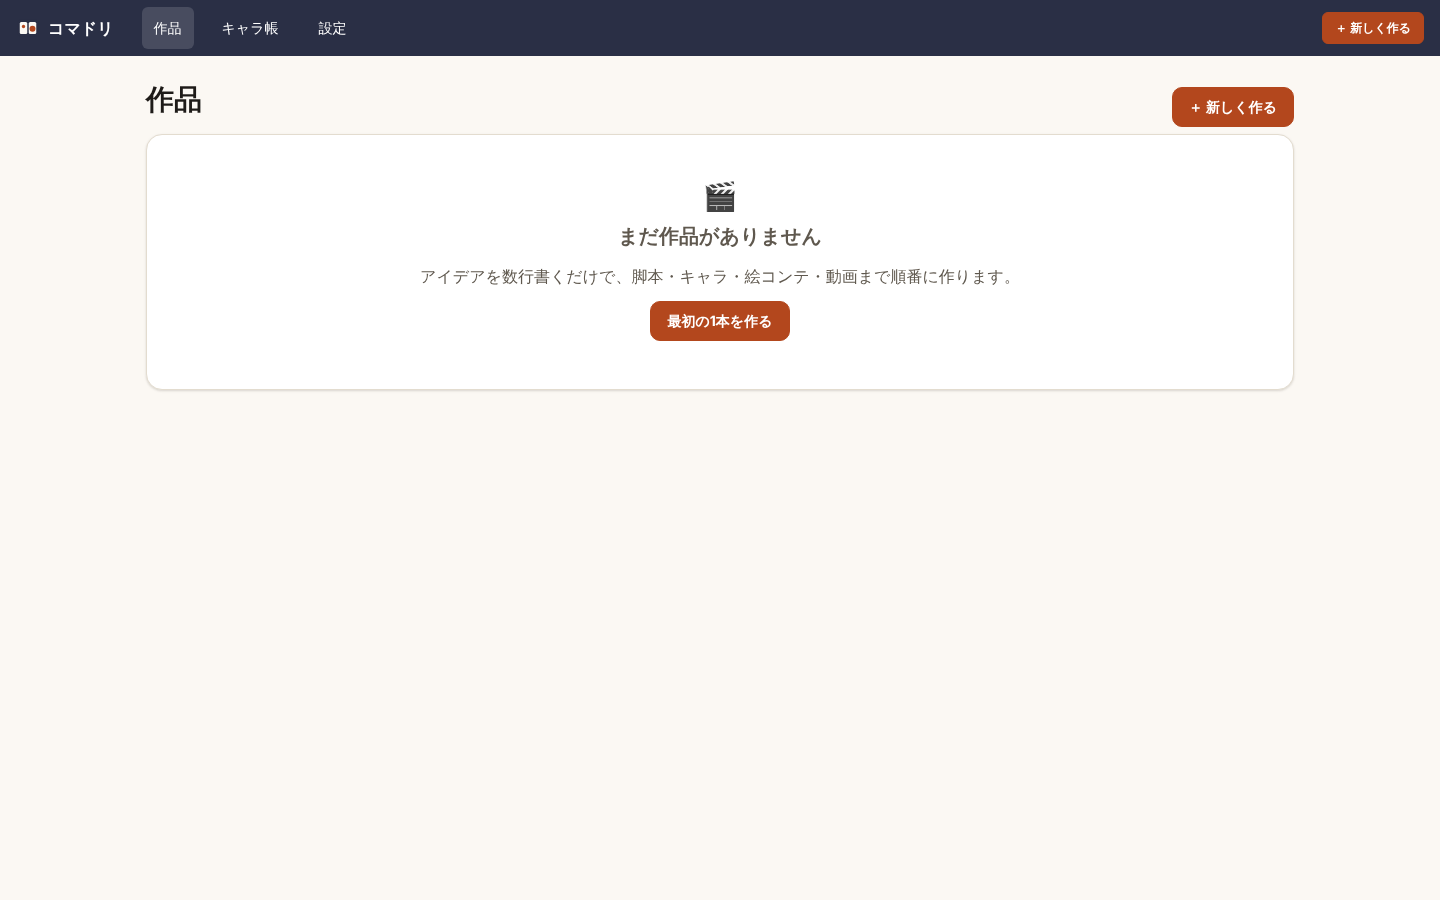 コマドリ 作品 キャラ帳 設定 + 新しく作る
作品 + 新しく作る
まだ作品がありません
アイデアを数行書くだけで、脚本・キャラ・絵コンテ・動画まで順番に作ります。
最初の1本を作る